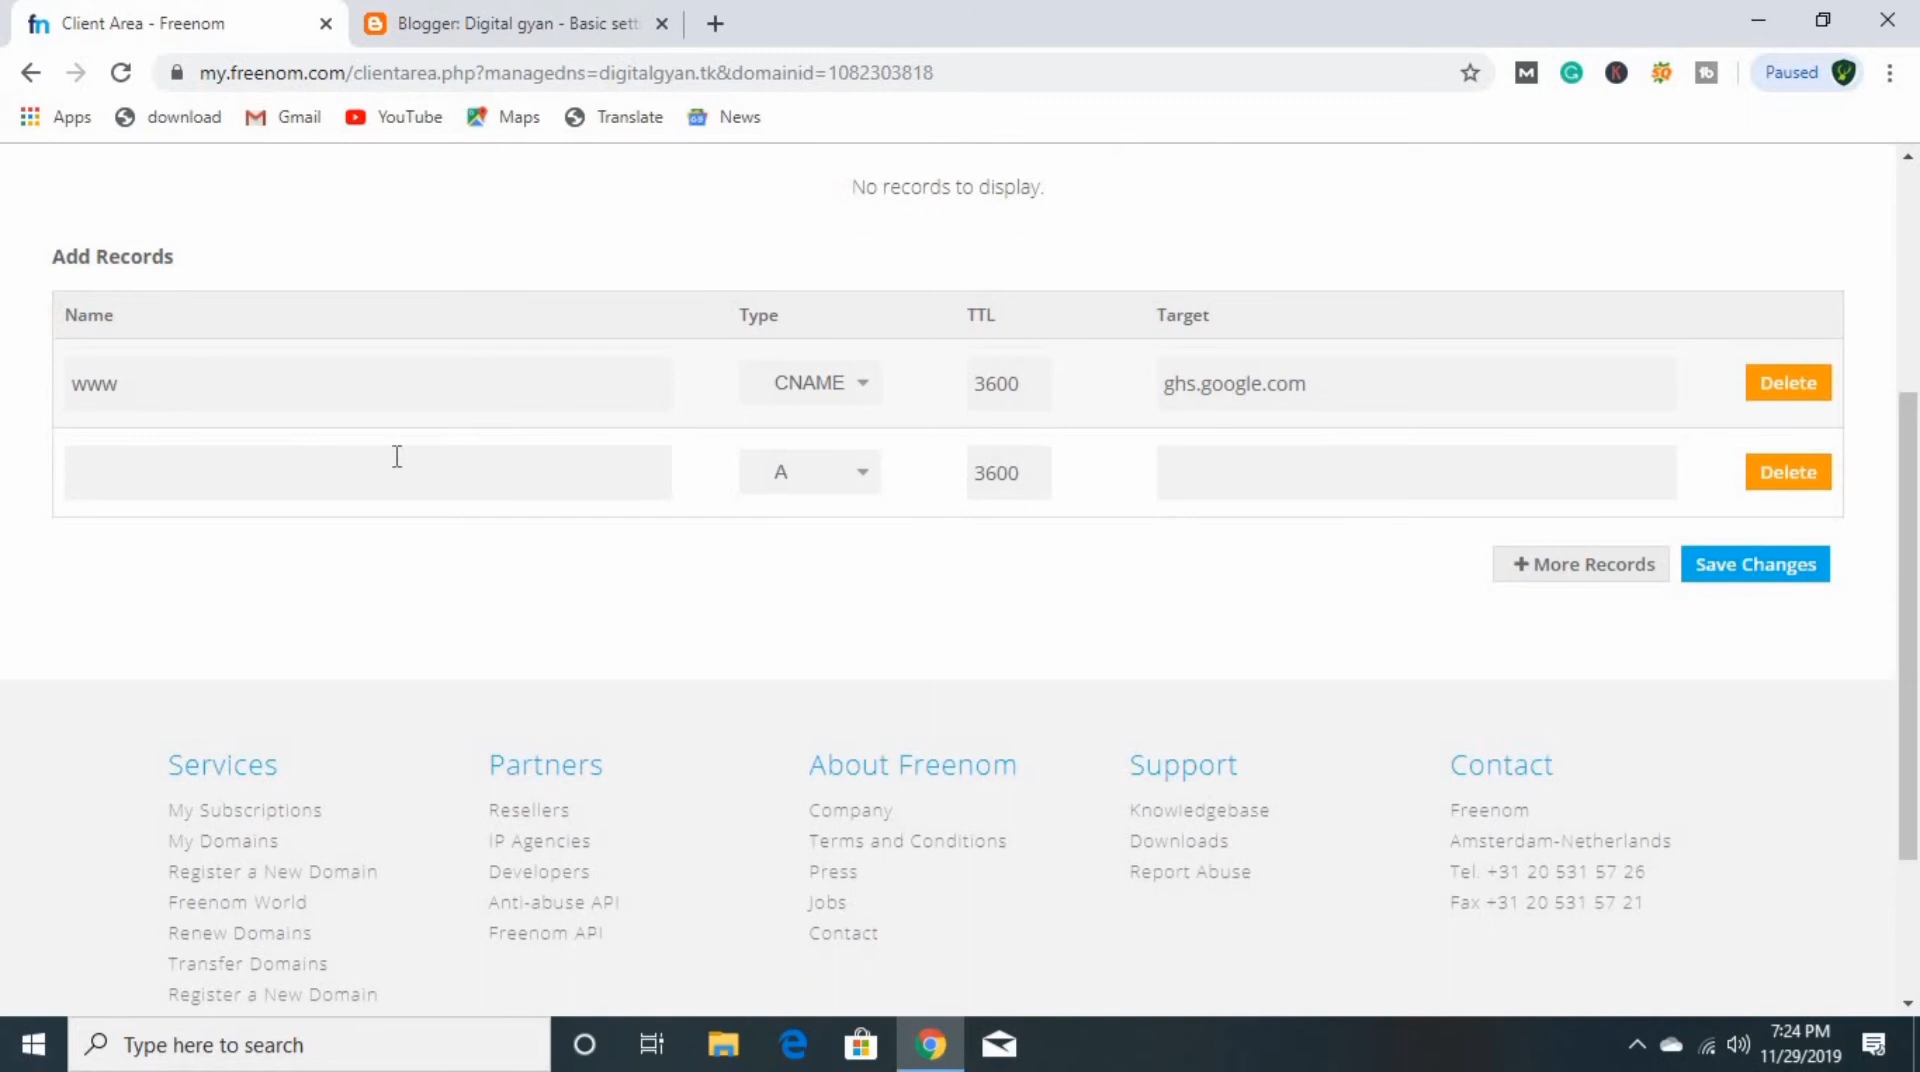 fn Client Area - Freenom
Blogger: Digital gyan - Basic sett
my.freenom.com/clientarea.php?managedns=digitalgyan.tk&domainid=1082303818
Paused
Apps
download
Gmail
YouTube
Maps
Translate
News
No records to display.
Add Records
Name Type TTL Target
www CNAME 3600 ghs.google.com Delete
A 3600 Delete
+ More Records Save Changes
Services
My Subscriptions
My Domains
Register a New Domain
Freenom World
Renew Domains
Transfer Domains
Register a New Domain
Partners
Resellers
IP Agencies
Developers
Anti-abuse API
Freenom API
About Freenom
Company
Terms and Conditions
Press
Jobs
Contact
Support
Knowledgebase
Downloads
Report Abuse
Contact
Freenom
Amsterdam-Netherlands
Tel. +31 20 531 57 26
Fax +31 20 531 57 21
Type here to search
7:24 PM
11/29/2019